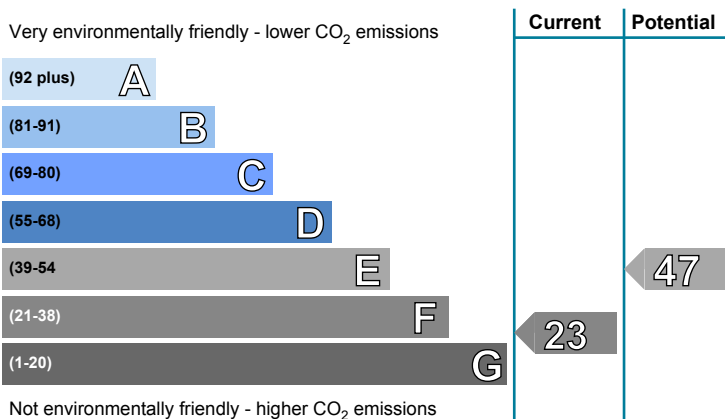 Current Potential
Very environmentally friendly - lower CO₂ emissions
(92 plus) A
(81-91) B
(69-80) C
(55-68) D
(39-54 E
47
(21-38) F
23
(1-20) G
Not environmentally friendly - higher CO₂ emissions